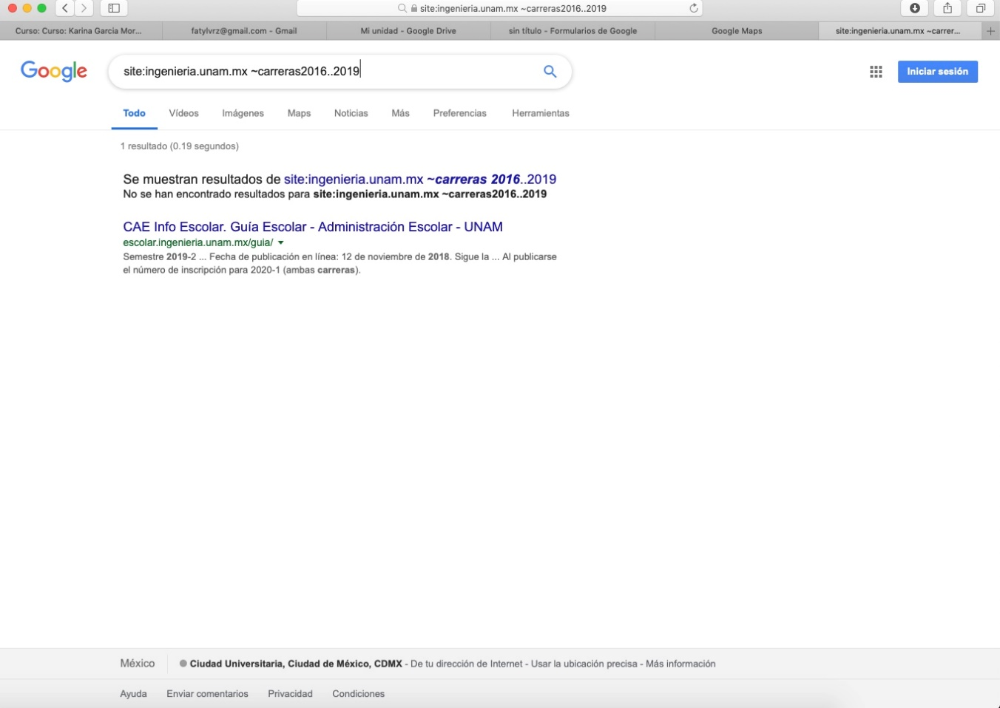 site:ingenieria.unam.mx ~carreras2016..2019
Curso: Curso: Karina Garcia Mor...
fatylvrz@gmail.com - Gmail
Mi unidad - Google Drive
sin título - Formularios de Google
Google Maps
site:ingenieria.unam.mx ~carrer...
Google
site:ingenieria.unam.mx ~carreras2016..2019
Iniciar sesión
Todo Vídeos Imágenes Maps Noticias Más Preferencias Herramientas
1 resultado (0.19 segundos)
Se muestran resultados de site:ingenieria.unam.mx ~carreras 2016..2019
No se han encontrado resultados para site:ingenieria.unam.mx ~carreras2016..2019
CAE Info Escolar. Guía Escolar - Administración Escolar - UNAM
escolar.ingenieria.unam.mx/guia/
Semestre 2019-2 ... Fecha de publicación en línea: 12 de noviembre de 2018. Sigue la ... Al publicarse
el número de inscripción para 2020-1 (ambas carreras).
México Ciudad Universitaria, Ciudad de México, CDMX - De tu dirección de Internet - Usar la ubicación precisa - Más información
Ayuda Enviar comentarios Privacidad Condiciones